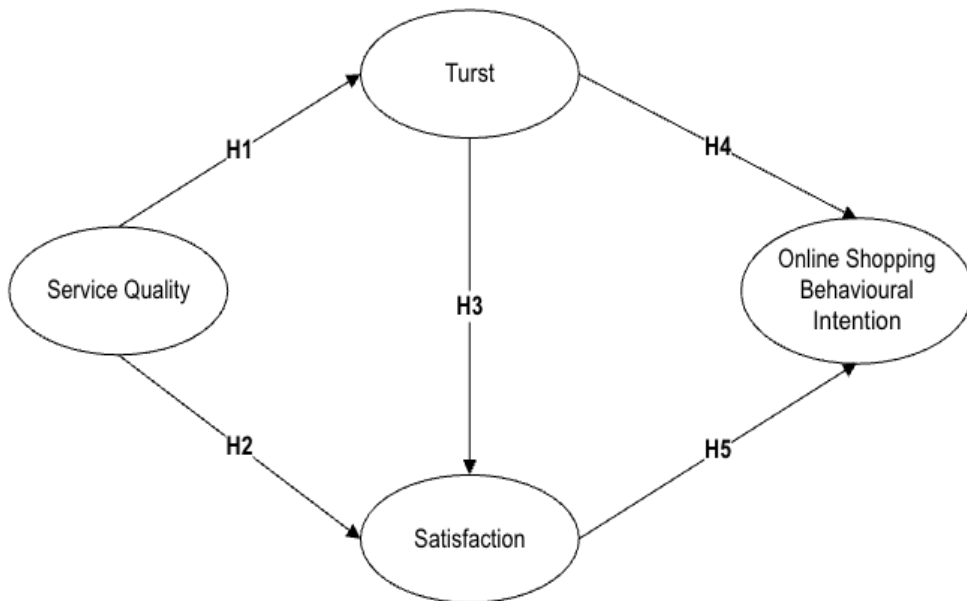 Turst
H1
H4
Service Quality
H3
Online Shopping
Behavioural
Intention
H2
H5
Satisfaction